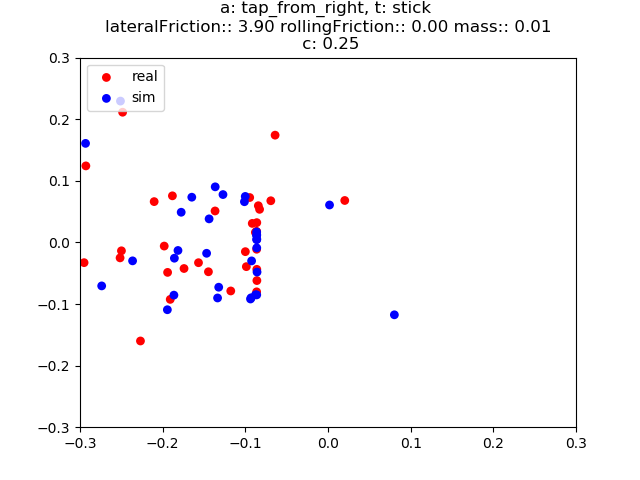 a: tap_from_right, t: stick
lateralFriction:: 3.90 rollingFriction:: 0.00 mass:: 0.01
c: 0.25
real
sim
0.3
0.2
0.1
0.0
−0.1
−0.2
−0.3
−0.3 −0.2 −0.1 0.0 0.1 0.2 0.3